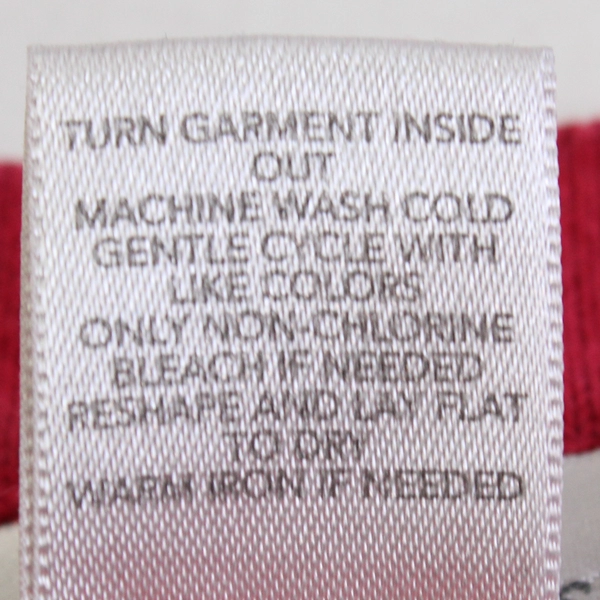 TURN GARMENT INSIDE
OUT
MACHINE WASH COLD
GENTLE CYCLE WITH
LIKE COLORS
ONLY NON-CHLORINE
BLEACH IF NEEDED
RESHAPE AND LAY FLAT
TO DRY
WARM IRON IF NEEDED